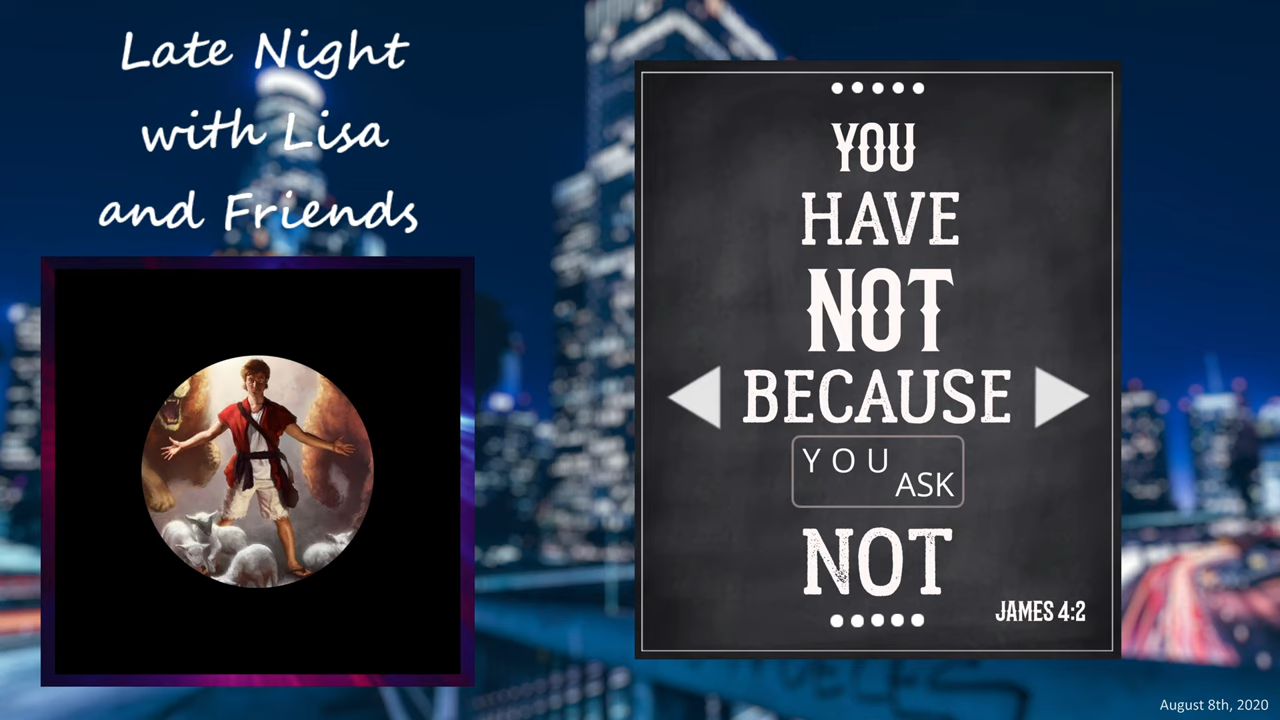 Late Night
with Lisa
and Friends
YOU
HAVE
NOT
BECAUSE
YOU
ASK
NOT
JAMES 4:2
August 8th, 2020